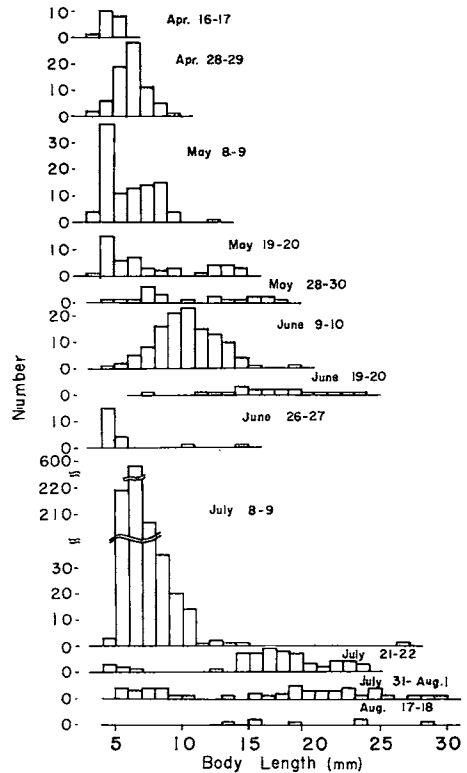 10-
0-
Apr. 16-17
Apr. 28-29
20-
10-
0-
30-
20-
10-
0-
May 8-9
May 19-20
10-
0-
May 28-30
0-
June 9-10
20-
10-
0-
June 19-20
0-
June 26-27
10-
0-
600-
220-
210-
July 8-9
30-
20-
10-
0-
July 21-22
0-
July 31-Aug.1
0-
Aug. 17-18
0-
5 10 15 20 25 30
Body Length (mm)
Number